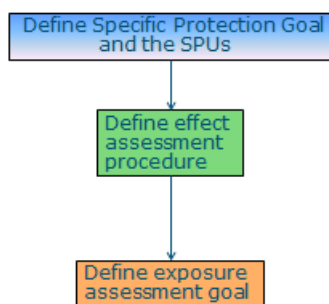 Define Specific Protection Goal
and the SPUs
Define effect
assessment
procedure
Define exposure
assessment goal